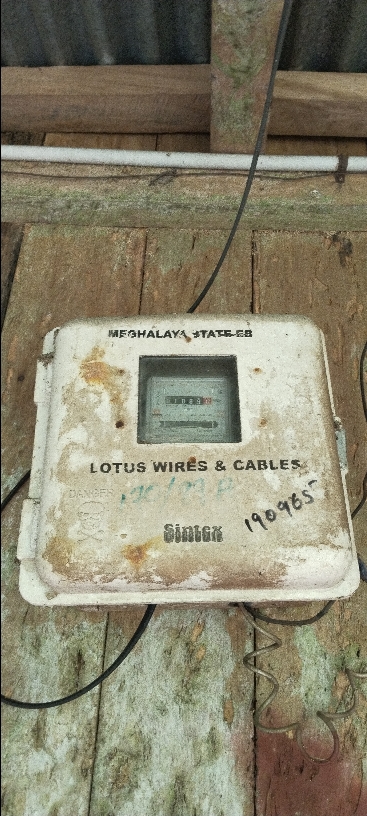 MEGHALAYA STATE EB
LOTUS WIRES & CABLES
DANGER
Sintex
190965